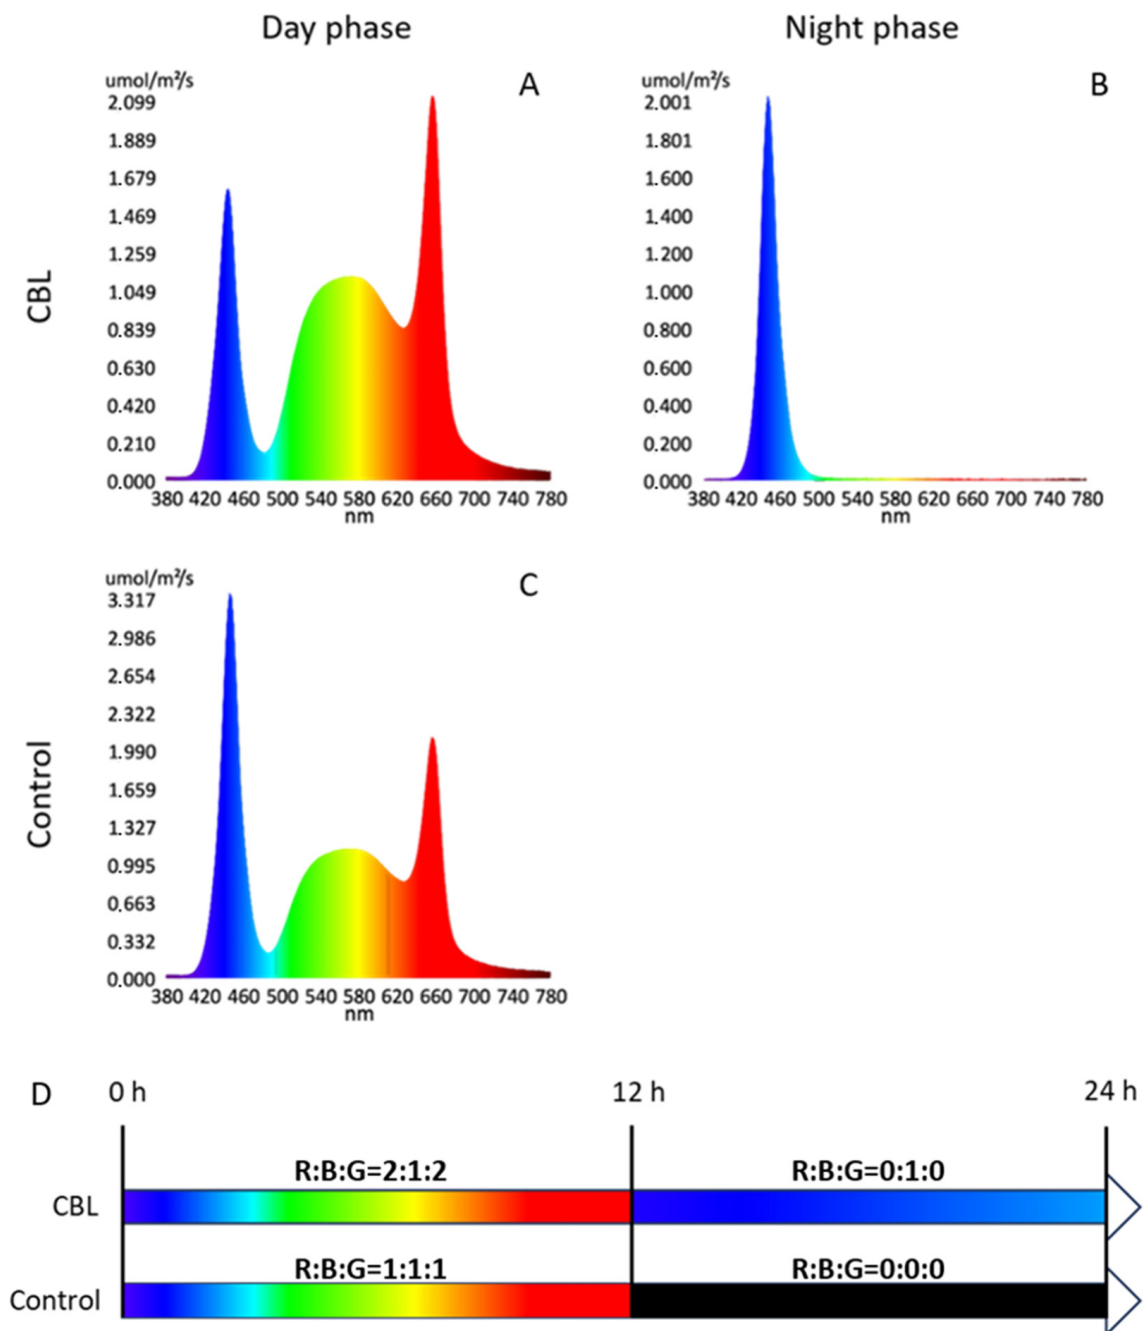 Day phase
Night phase
CBL
umol/m²/s
A
2.099
1.889
1.679
1.469
1.259
1.049
0.839
0.630
0.420
0.210
0.000
380 420 460 500 540 580 620 660 700 740 780
nm
umol/m²/s
B
2.001
1.801
1.600
1.400
1.200
1.000
0.800
0.600
0.400
0.200
0.000
380 420 460 500 540 580 620 660 700 740 780
nm
Control
umol/m²/s
C
3.317
2.986
2.654
2.322
1.990
1.659
1.327
0.995
0.663
0.332
0.000
380 420 460 500 540 580 620 660 700 740 780
nm
D
0 h
12 h
24 h
R:B:G=2:1:2
R:B:G=0:1:0
CBL
R:B:G=1:1:1
R:B:G=0:0:0
Control